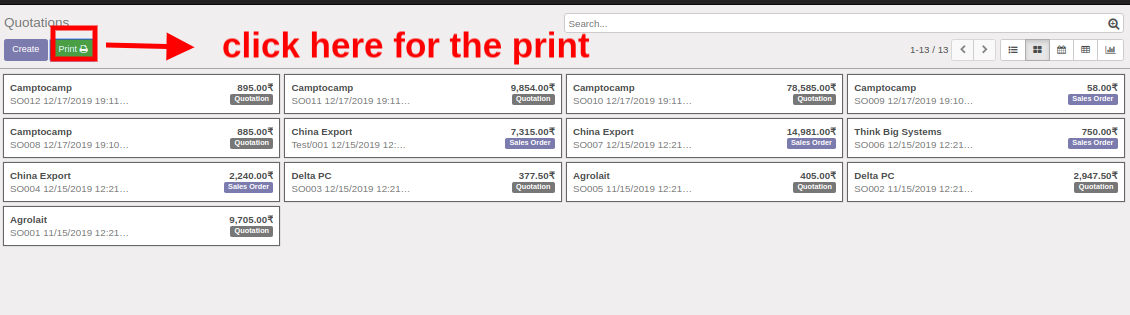 Quotations
Search...
Create
Print
click here for the print
1-13 / 13
Camptocamp 895.00₹
SO012 12/17/2019 19:11... Quotation
Camptocamp 9,854.00₹
SO011 12/17/2019 19:11... Quotation
Camptocamp 78,585.00₹
SO010 12/17/2019 19:11... Quotation
Camptocamp 58.00₹
SO009 12/17/2019 19:10... Sales Order
Camptocamp 885.00₹
SO008 12/17/2019 19:10... Quotation
China Export 7,315.00₹
Test/001 12/15/2019 12:... Sales Order
China Export 14,981.00₹
SO007 12/15/2019 12:21... Sales Order
Think Big Systems 750.00₹
SO006 12/15/2019 12:21... Sales Order
China Export 2,240.00₹
SO004 12/15/2019 12:21... Sales Order
Delta PC 377.50₹
SO003 12/15/2019 12:21... Quotation
Agrolait 405.00₹
SO005 11/15/2019 12:21... Quotation
Delta PC 2,947.50₹
SO002 11/15/2019 12:21... Quotation
Agrolait 9,705.00₹
SO001 11/15/2019 12:21... Quotation